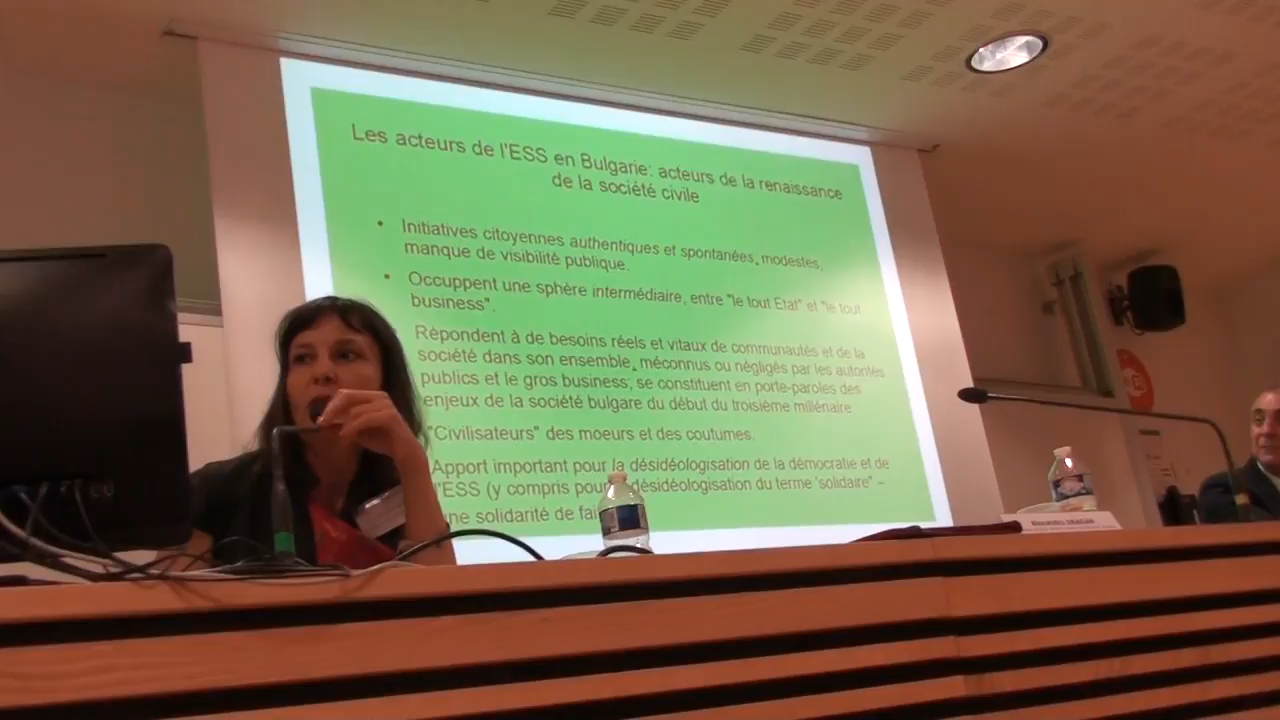 Les acteurs de l'ESS en Bulgarie: acteurs de la renaissance
de la société civile
• Initiatives citoyennes authentiques et spontanées, modestes,
manque de visibilité publique.
• Occuppent une sphère intermédiaire, entre "le tout Etat" et "le tout
business".
Répondent à de besoins réels et vitaux de communautés et de la
société dans son ensemble, méconnus ou négligés par les autorités
publics et le gros business; se constituent en porte-paroles des
enjeux de la société bulgare du début du troisième millénaire
"Civilisateurs" des moeurs et des coutumes.
Apport important pour la désidéologisation de la démocratie et de
l'ESS (y compris pour désidéologisation du terme 'solidaire" –
une solidarité de